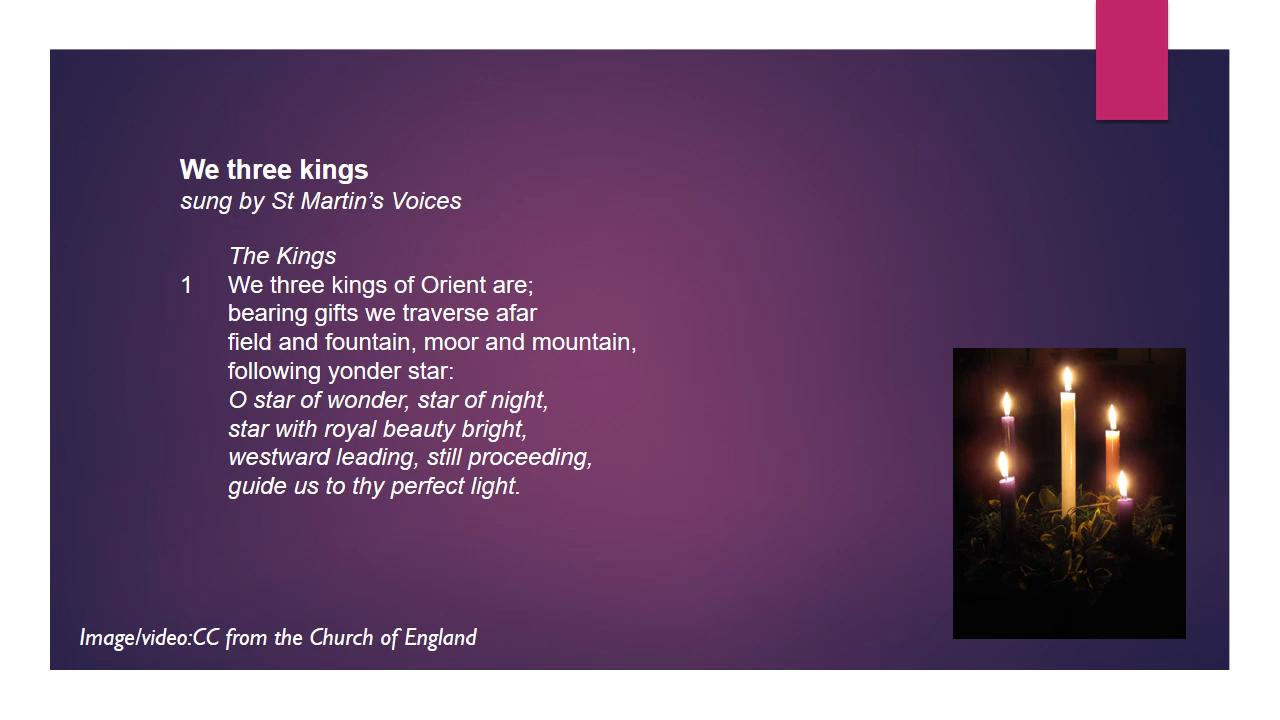 We three kings
sung by St Martin’s Voices
The Kings
1 We three kings of Orient are;
bearing gifts we traverse afar
field and fountain, moor and mountain,
following yonder star:
O star of wonder, star of night,
star with royal beauty bright,
westward leading, still proceeding,
guide us to thy perfect light.
Image/video:CC from the Church of England